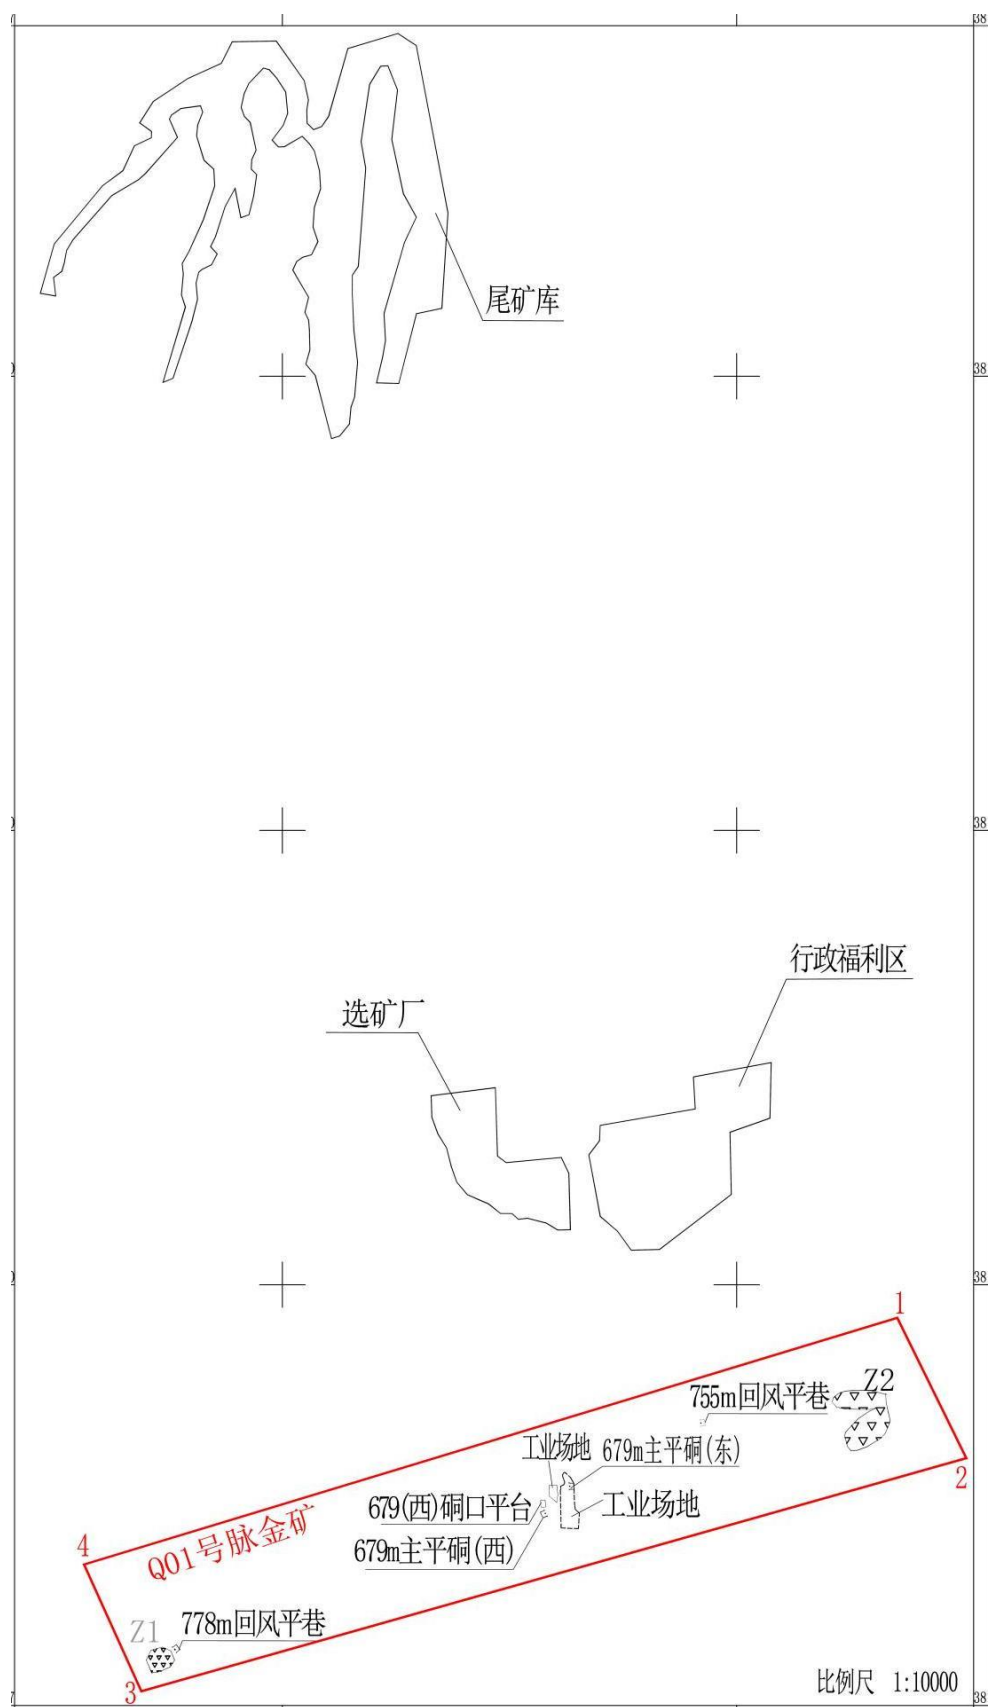 38
尾矿库
38
38
行政福利区
选矿厂
38
1
Z2
755m回风平巷
工业场地 679m主平硐(东)
2
679(西)硐口平台 工业场地
679m主平硐(西)
4
Q01号脉金矿
Z1 778m回风平巷
3
比例尺 1:10000
38